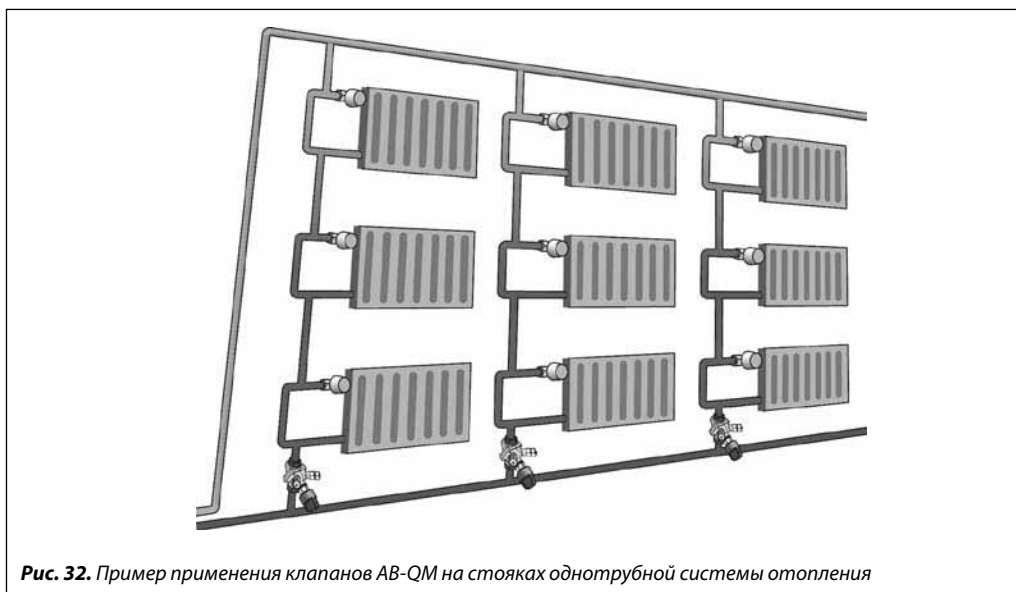 Рис. 32. Пример применения клапанов AB-QM на стояках однотрубной системы отопления